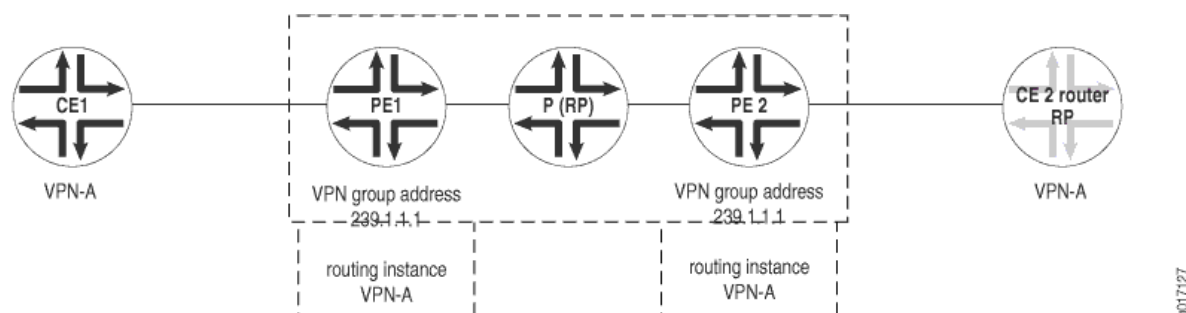 CE1
PE1
P (RP)
PE 2
CE 2 router
RP
VPN-A
VPN group address
239.1.1.1
VPN group address
239.1.1.1
VPN-A
routing instance
VPN-A
routing instance
VPN-A
g017127